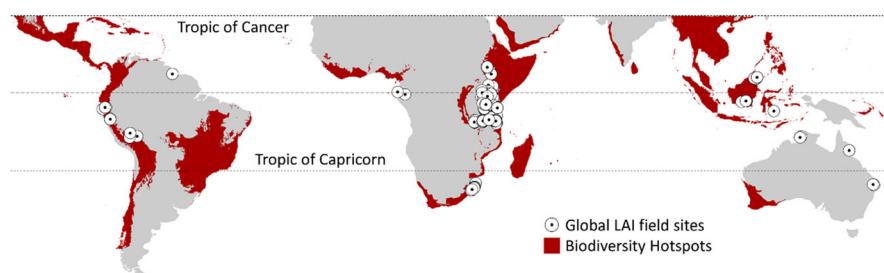 Tropic of Cancer
Tropic of Capricorn
Global LAI field sites
Biodiversity Hotspots